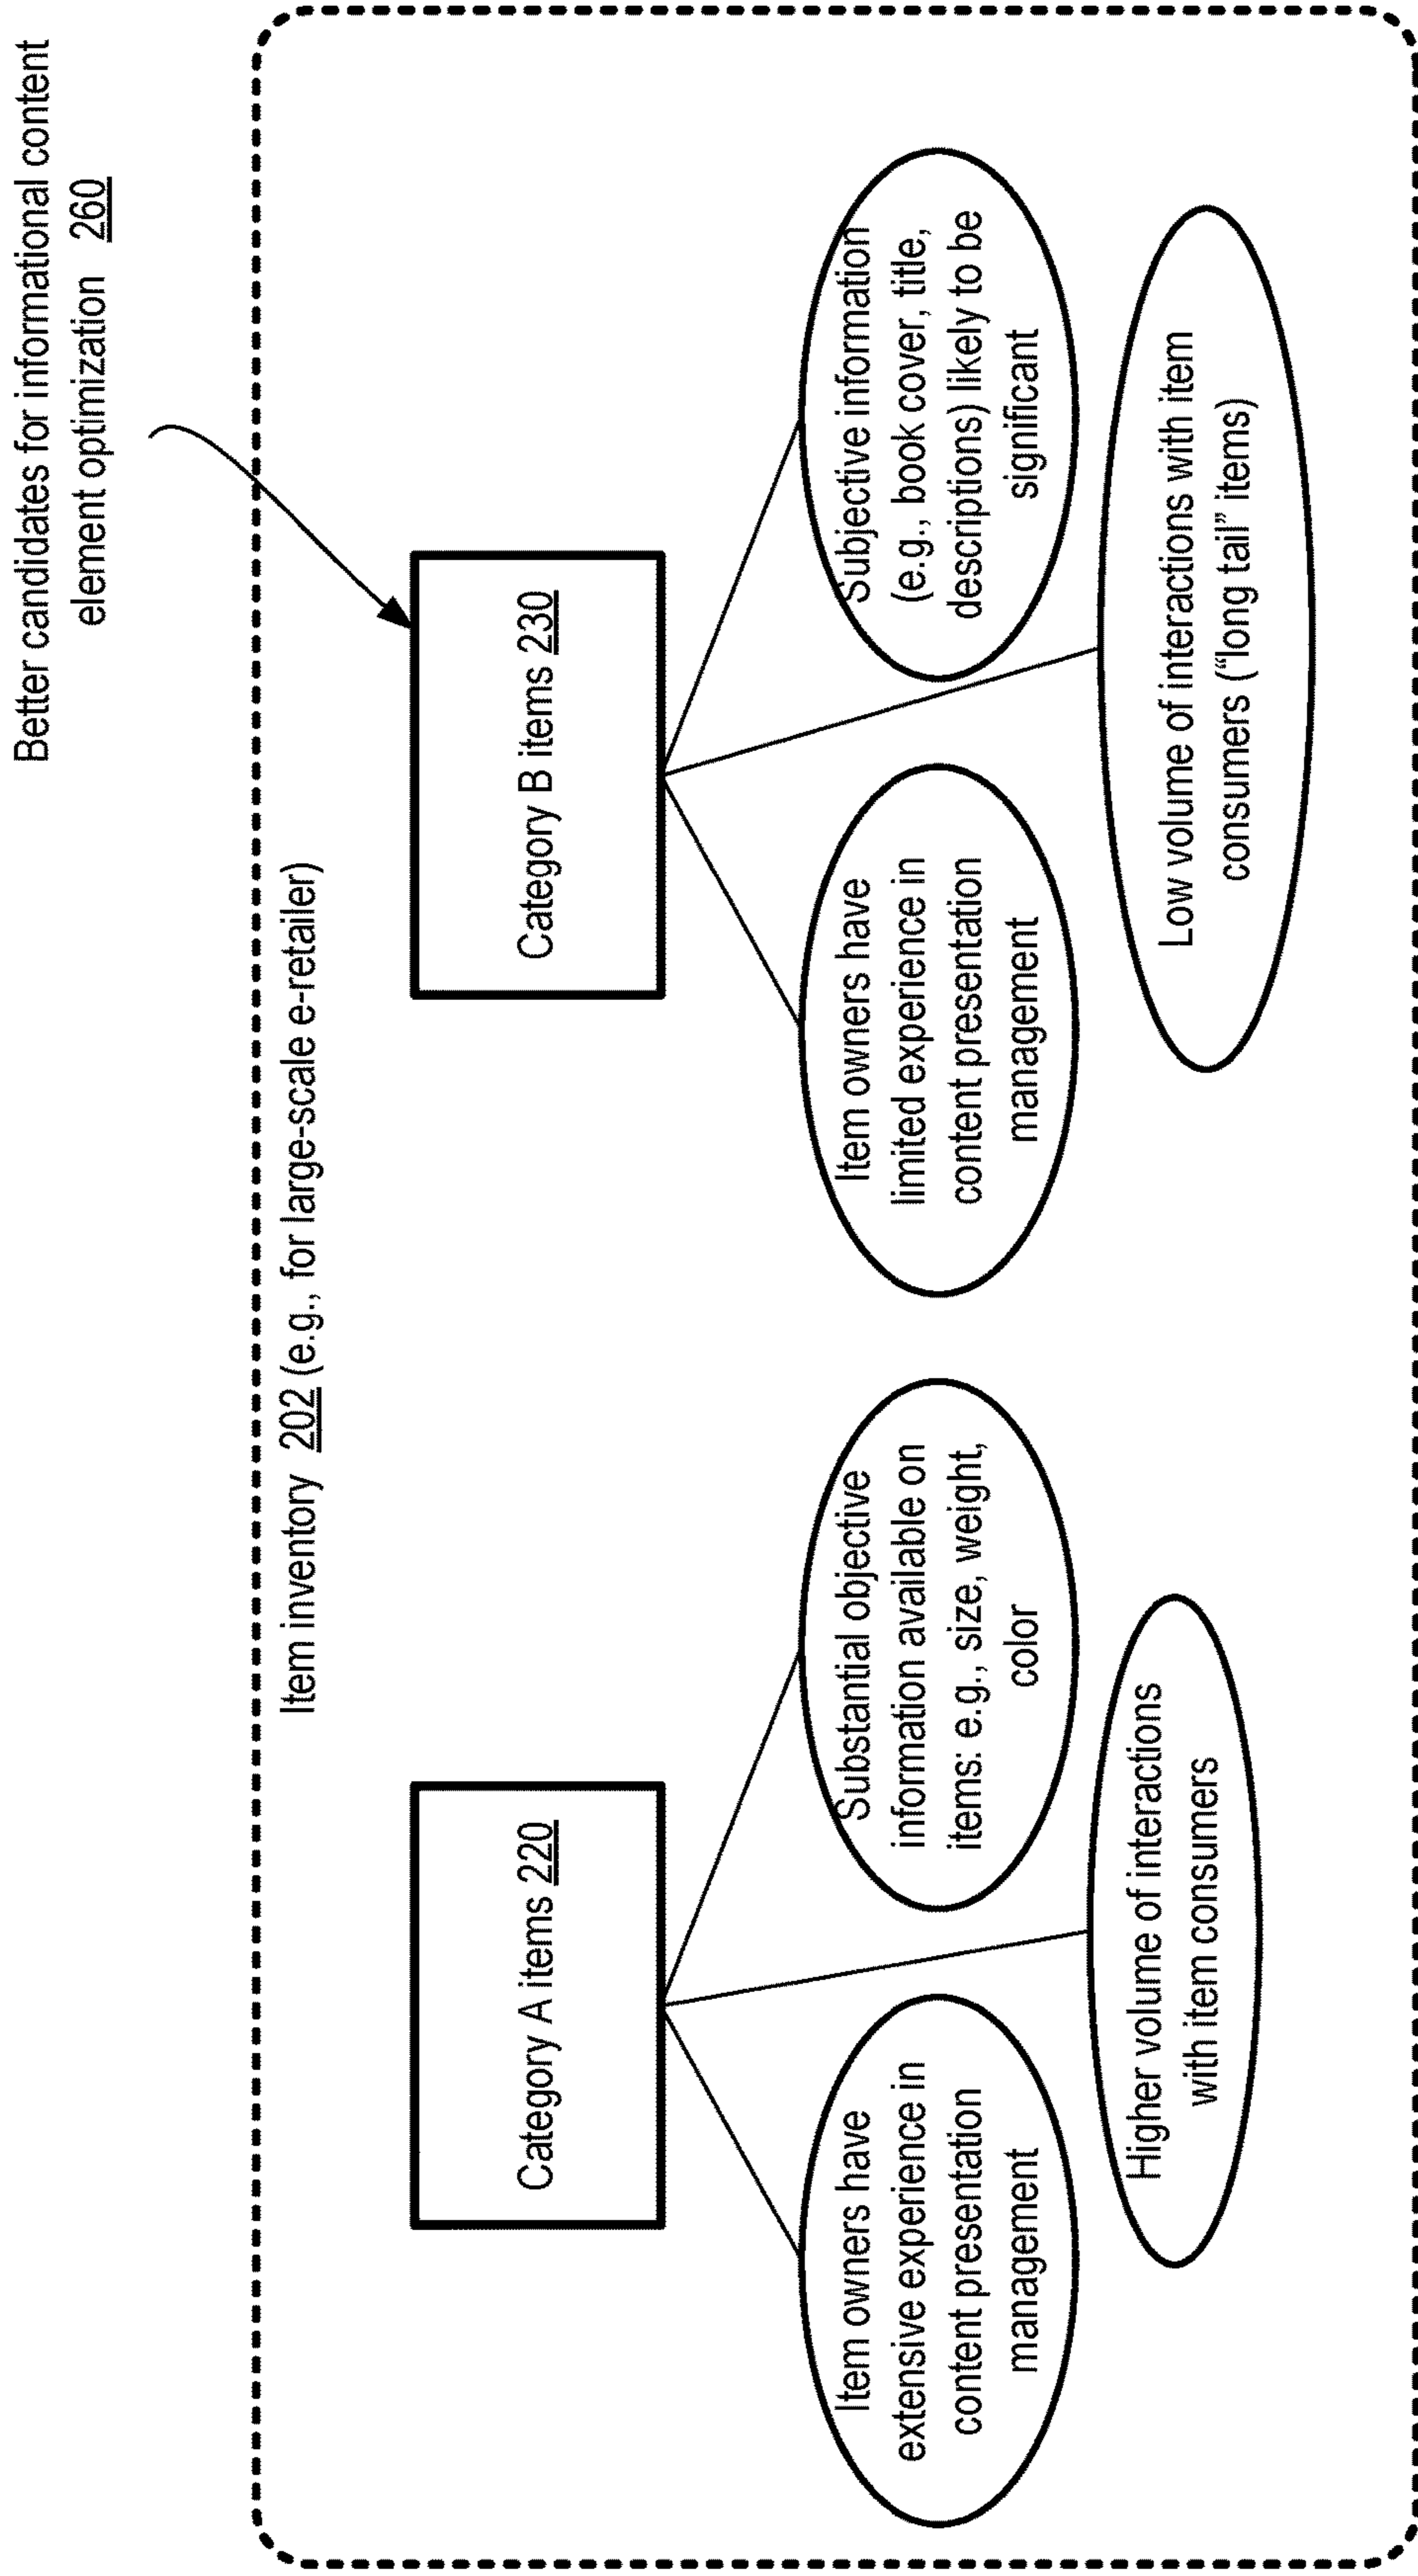 Better candidates for informational content
element optimization 260
Item inventory 202 (e.g., for large-scale e-retailer)
Category A items 220
Category B items 230
Item owners have
extensive experience in
content presentation
management
Substantial objective
information available on
items: e.g., size, weight,
color
Higher volume of interactions
with item consumers
Item owners have
limited experience in
content presentation
management
Subjective information
(e.g., book cover, title,
descriptions) likely to be
significant
Low volume of interactions with item
consumers (“long tail” items)